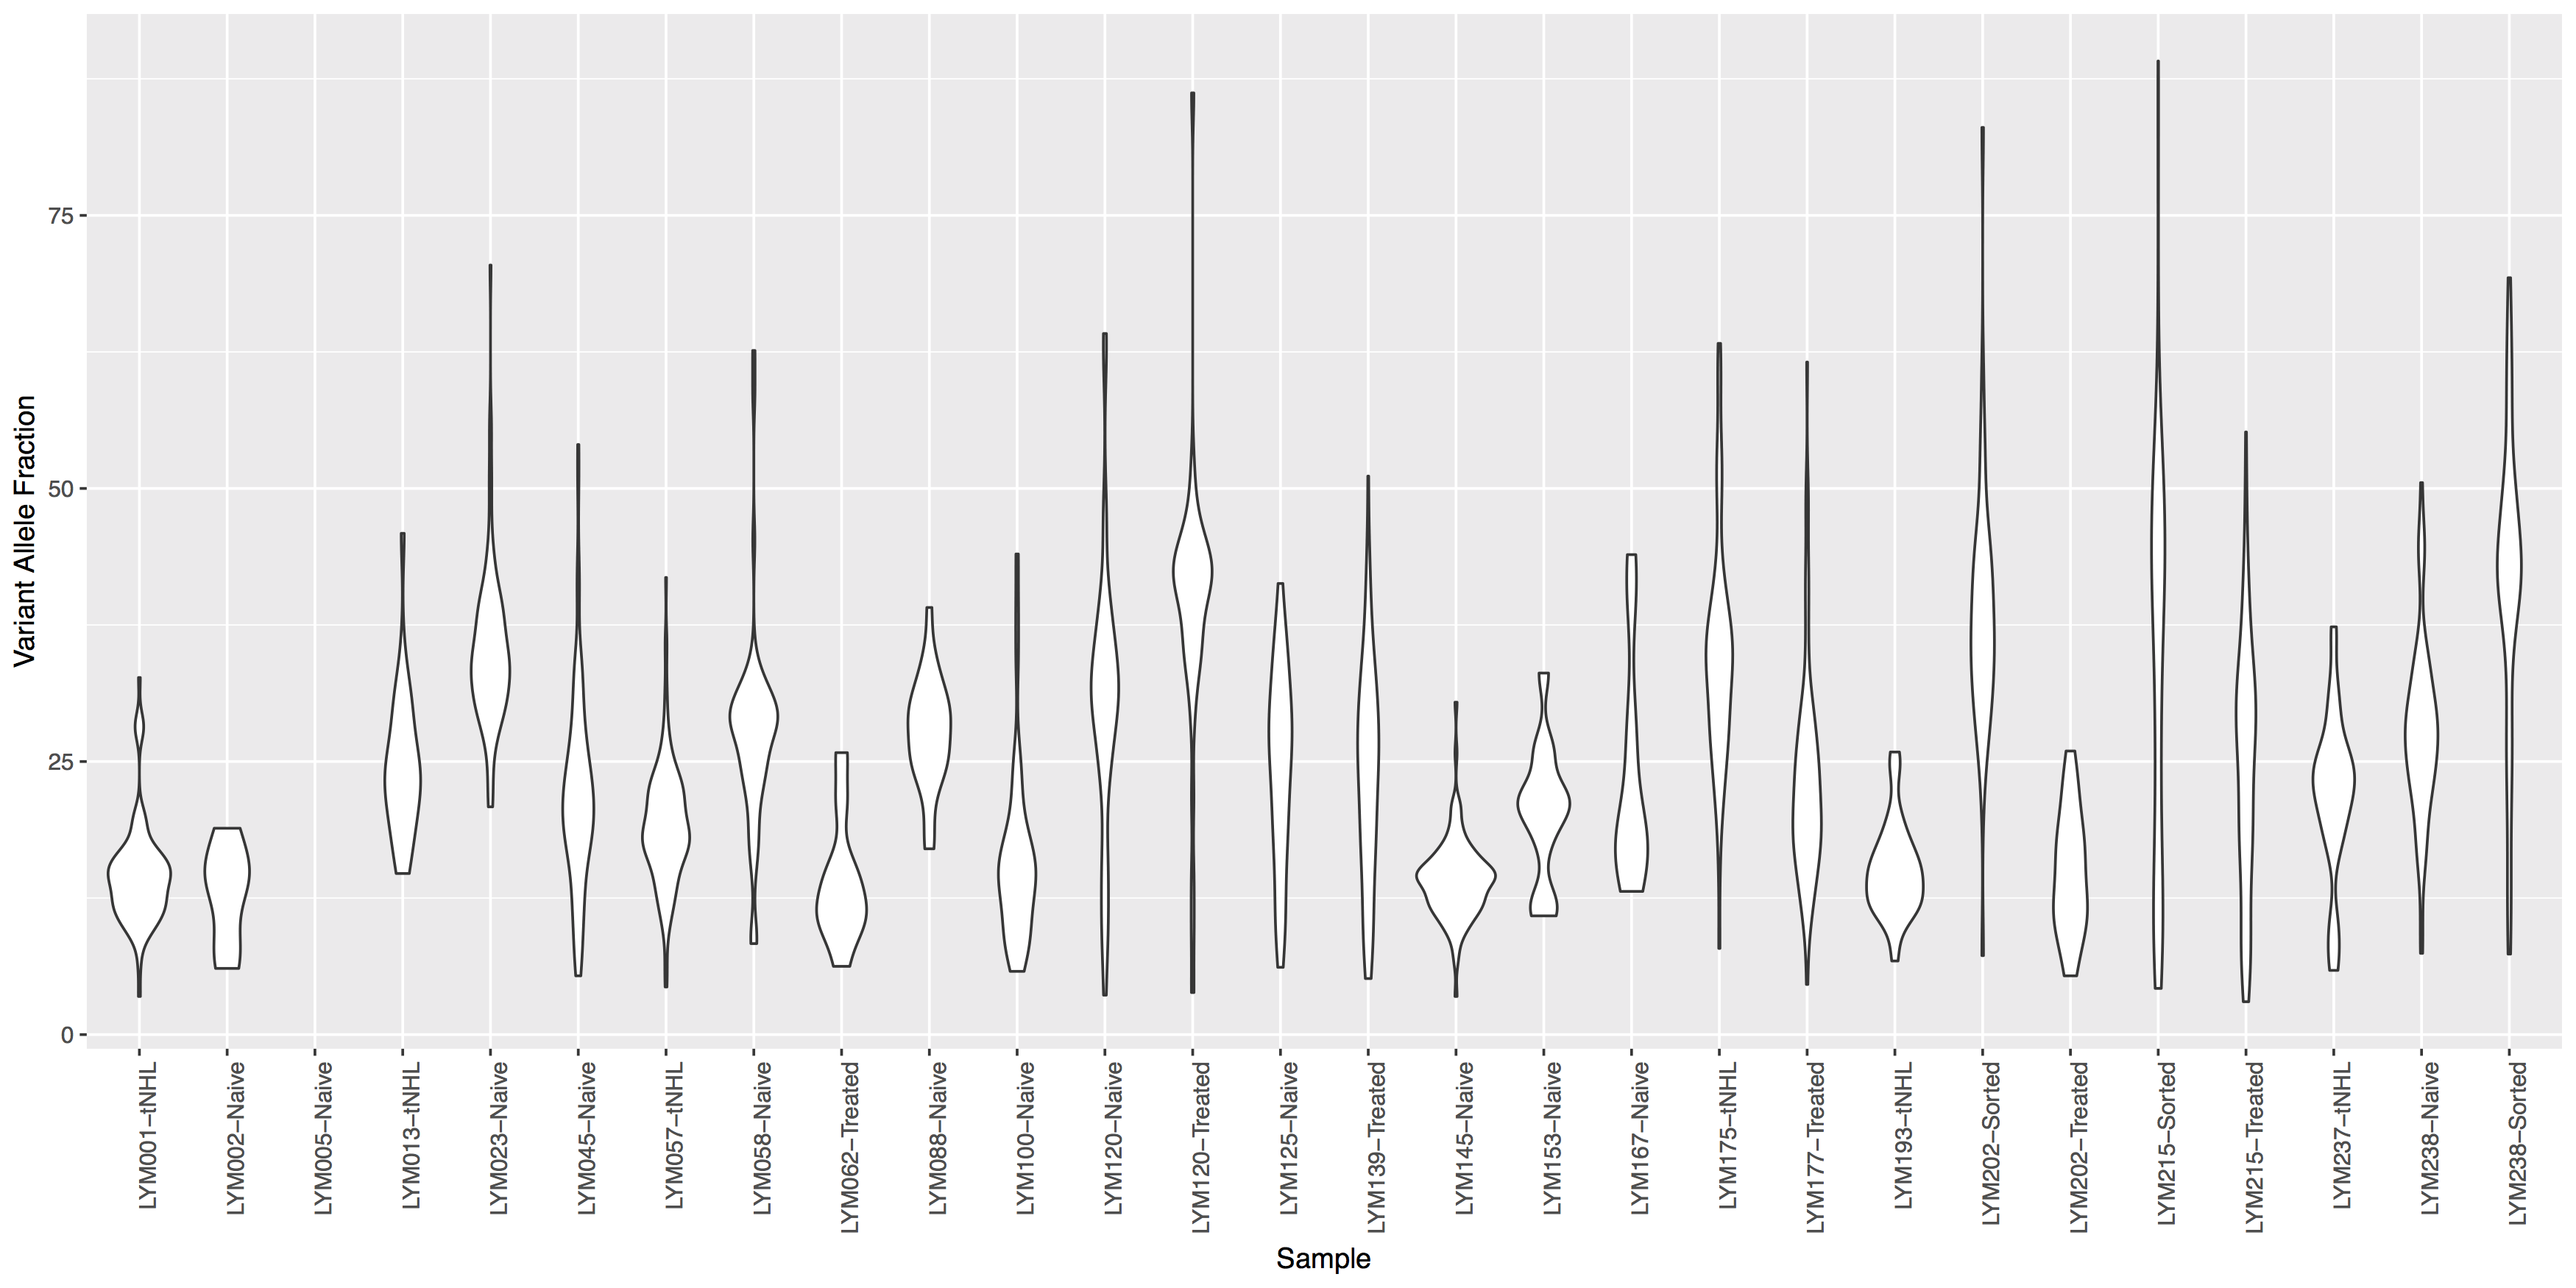 Variant Allele Fraction
75
50
25
0
LYM001−tNHL
LYM002−Naive
LYM005−Naive
LYM013−tNHL
LYM023−Naive
LYM045−Naive
LYM057−tNHL
LYM058−Naive
LYM062−Treated
LYM088−Naive
LYM100−Naive
LYM120−Naive
LYM120−Treated
LYM125−Naive
LYM139−Treated
LYM145−Naive
LYM153−Naive
LYM167−Naive
LYM175−tNHL
LYM177−Treated
LYM193−tNHL
LYM202−Sorted
LYM202−Treated
LYM215−Sorted
LYM215−Treated
LYM237−tNHL
LYM238−Naive
LYM238−Sorted
Sample